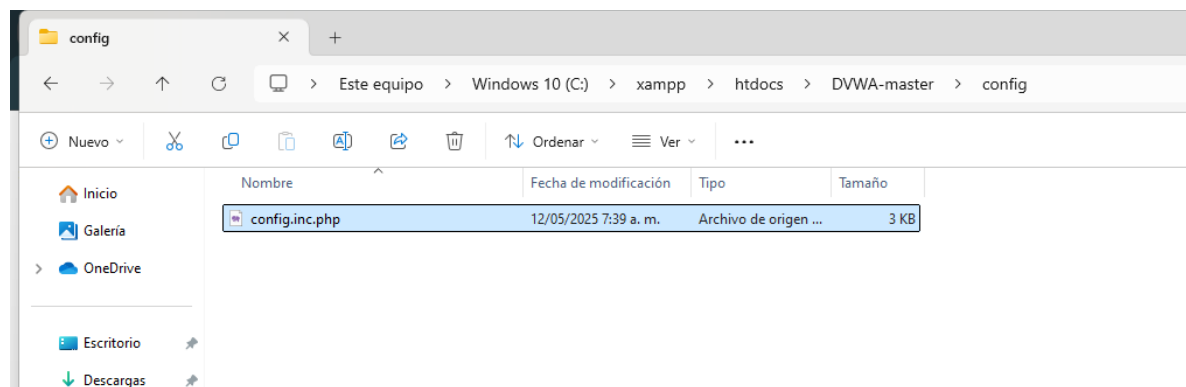 config
Este equipo > Windows 10 (C:) > xampp > htdocs > DVWA-master > config
Nuevo Ordenar Ver ...
Inicio
Galería
OneDrive
Escritorio
Descargas
Nombre Fecha de modificación Tipo Tamaño
config.inc.php 12/05/2025 7:39 a. m. Archivo de origen ... 3 KB